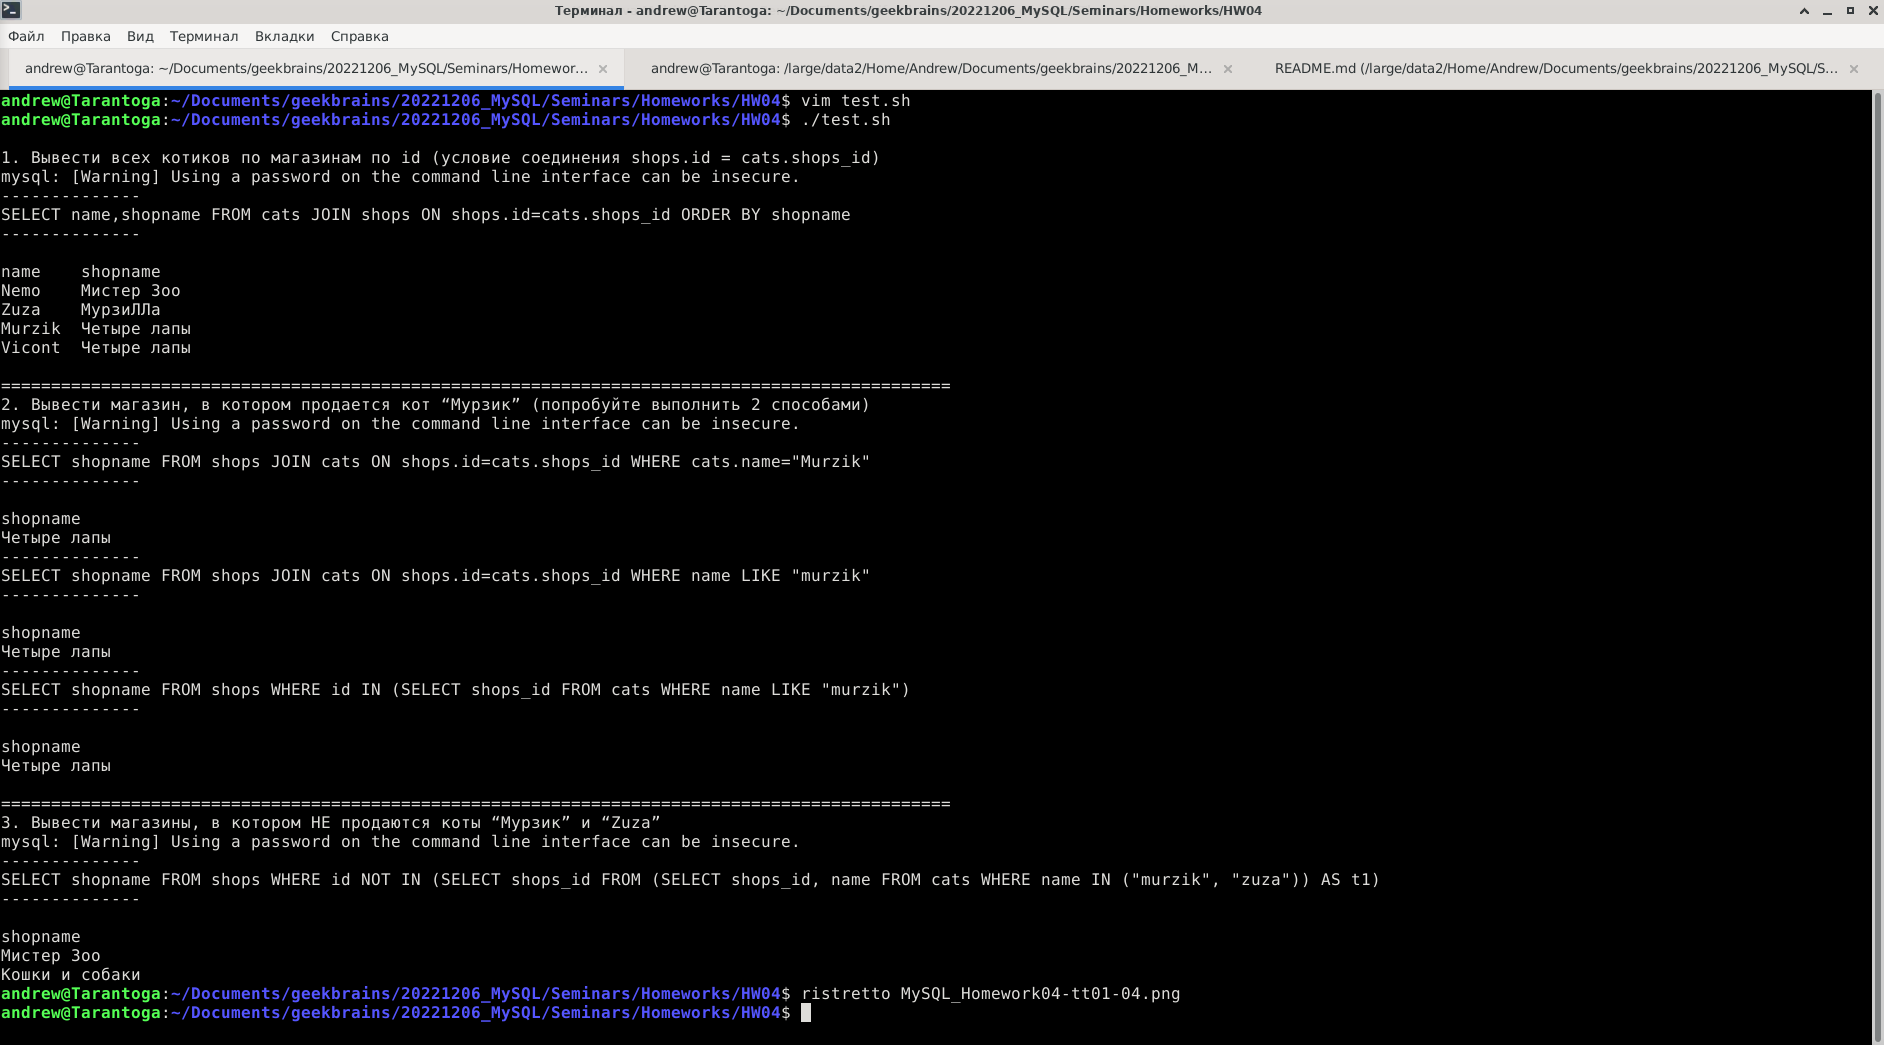 Терминал - andrew@Tarantoga: ~/Documents/geekbrains/20221206_MySQL/Seminars/Homeworks/HW04
Файл Правка Вид Терминал Вкладки Справка
andrew@Tarantoga: ~/Documents/geekbrains/20221206_MySQL/Seminars/Homewor... andrew@Tarantoga: /large/data2/Home/Andrew/Documents/geekbrains/20221206_M... README.md (/large/data2/Home/Andrew/Documents/geekbrains/20221206_MySQL/S...
andrew@Tarantoga:~/Documents/geekbrains/20221206_MySQL/Seminars/Homeworks/HW04$ vim test.sh
andrew@Tarantoga:~/Documents/geekbrains/20221206_MySQL/Seminars/Homeworks/HW04$ ./test.sh
1. Вывести всех котиков по магазинам по id (условие соединения shops.id = cats.shops_id)
mysql: [Warning] Using a password on the command line interface can be insecure.
--------------
SELECT name,shopname FROM cats JOIN shops ON shops.id=cats.shops_id ORDER BY shopname
--------------
name shopname
Nemo Мистер Зоо
Zuza МурзиЛЛа
Murzik Четыре лапы
Vicont Четыре лапы
===============================================================================================
2. Вывести магазин, в котором продается кот “Мурзик” (попробуйте выполнить 2 способами)
mysql: [Warning] Using a password on the command line interface can be insecure.
--------------
SELECT shopname FROM shops JOIN cats ON shops.id=cats.shops_id WHERE cats.name="Murzik"
--------------
shopname
Четыре лапы
--------------
SELECT shopname FROM shops JOIN cats ON shops.id=cats.shops_id WHERE name LIKE "murzik"
--------------
shopname
Четыре лапы
--------------
SELECT shopname FROM shops WHERE id IN (SELECT shops_id FROM cats WHERE name LIKE "murzik")
--------------
shopname
Четыре лапы
===============================================================================================
3. Вывести магазины, в котором НЕ продаются коты “Мурзик” и “Zuza”
mysql: [Warning] Using a password on the command line interface can be insecure.
--------------
SELECT shopname FROM shops WHERE id NOT IN (SELECT shops_id FROM (SELECT shops_id, name FROM cats WHERE name IN ("murzik", "zuza")) AS t1)
--------------
shopname
Мистер Зоо
Кошки и собаки
andrew@Tarantoga:~/Documents/geekbrains/20221206_MySQL/Seminars/Homeworks/HW04$ ristretto MySQL_Homework04-tt01-04.png
andrew@Tarantoga:~/Documents/geekbrains/20221206_MySQL/Seminars/Homeworks/HW04$